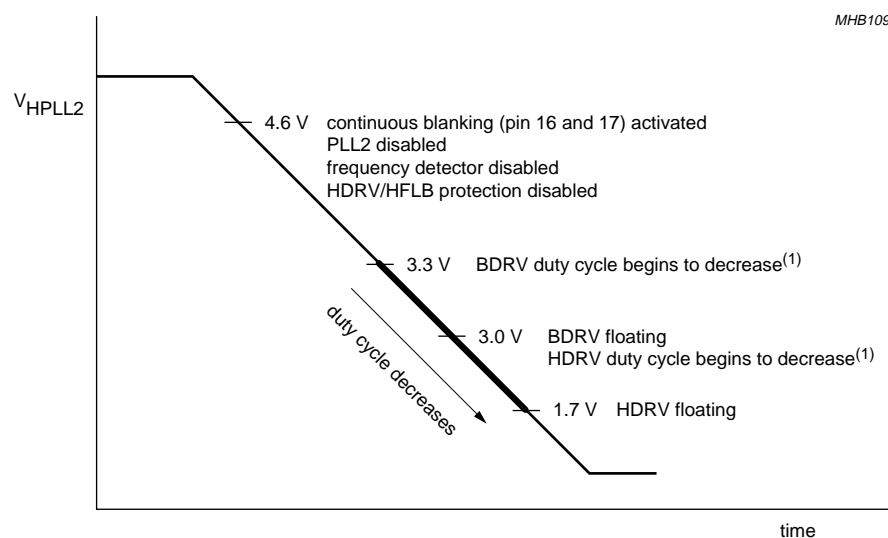 MHB109
VHPLL2
4.6 V continuous blanking (pin 16 and 17) activated
PLL2 disabled
frequency detector disabled
HDRV/HFLB protection disabled
3.3 V BDRV duty cycle begins to decrease(1)
duty cycle decreases
3.0 V BDRV floating
HDRV duty cycle begins to decrease(1)
1.7 V HDRV floating
time